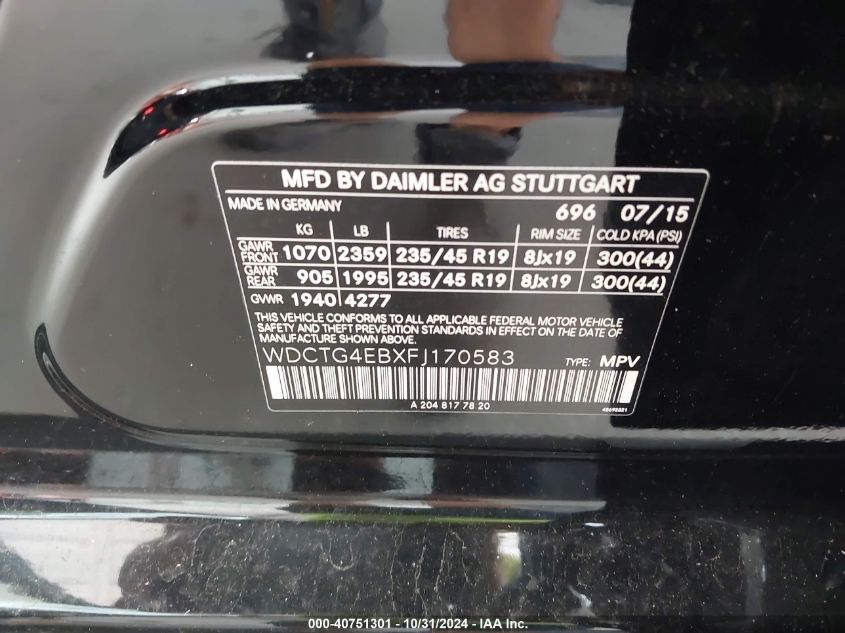 MFD BY DAIMLER AG STUTTGART
MADE IN GERMANY 696 07/15
KG LB TIRES RIM SIZE COLD KPA (PSI)
GAWR FRONT 1070 2359 235/45 R19 8Jx19 300(44)
GAWR REAR 905 1995 235/45 R19 8Jx19 300(44)
GVWR 1940 4277
THIS VEHICLE CONFORMS TO ALL APPLICABLE FEDERAL MOTOR VEHICLE
SAFETY AND THEFT PREVENTION STANDARDS IN EFFECT ON THE DATE OF
MANUFACTURE SHOWN ABOVE.
WDCTG4EBXFJ170583 TYPE: MPV
A 204 817 78 20
000-40751301 - 10/31/2024 - IAA Inc.